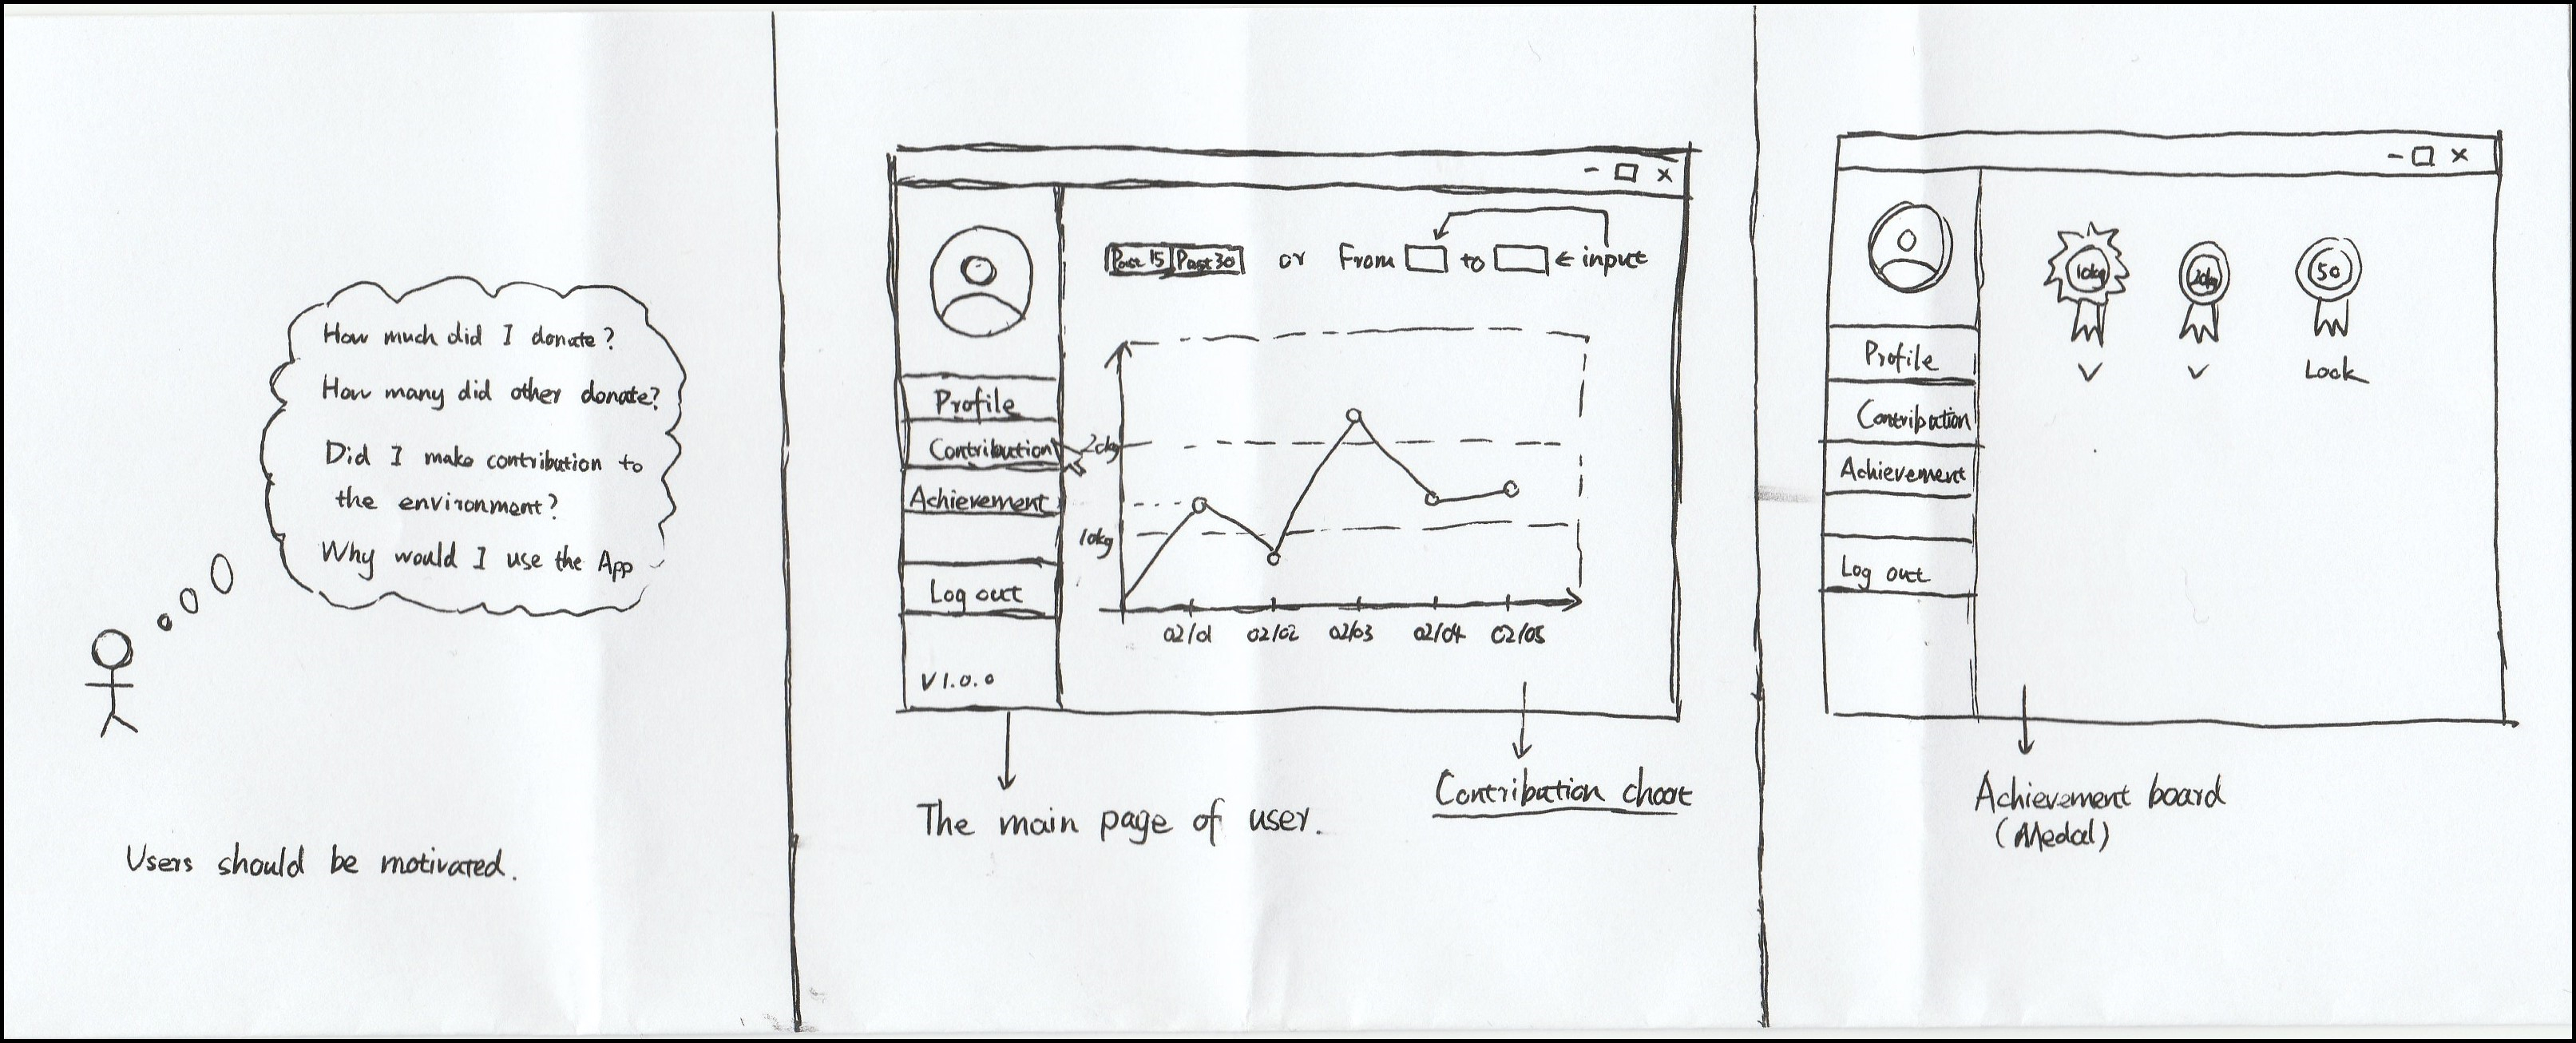 How much did I donate?
How many did other donate?
Did I make contribution to
the environment?
Why would I use the App
Users should be motivated.
- □ x
Past 15 Past 30 or From to ← input
Profile
Contribution
Achievement
Log out
V1.0.0
20kg
10kg
02/01 02/02 02/03 02/04 02/05
The main page of user.
Contribution chart
- □ x
10kg 20kg 50
✓ ✓ Lock
Profile
Contribution
Achievement
Log out
Achievement board
(Medal)